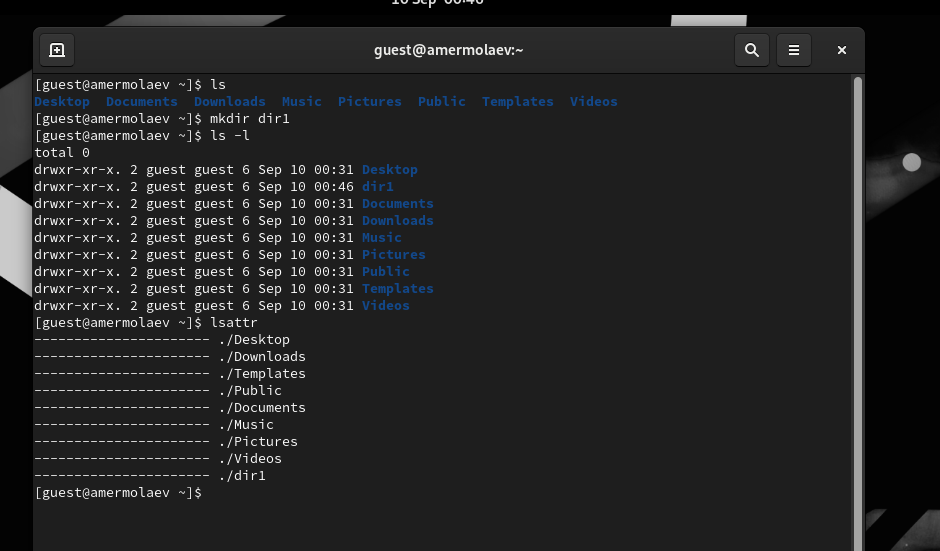 10 Sep 00:46
guest@amermolaev:~
[guest@amermolaev ~]$ ls
Desktop  Documents  Downloads  Music  Pictures  Public  Templates  Videos
[guest@amermolaev ~]$ mkdir dir1
[guest@amermolaev ~]$ ls -l
total 0
drwxr-xr-x. 2 guest guest 6 Sep 10 00:31 Desktop
drwxr-xr-x. 2 guest guest 6 Sep 10 00:46 dir1
drwxr-xr-x. 2 guest guest 6 Sep 10 00:31 Documents
drwxr-xr-x. 2 guest guest 6 Sep 10 00:31 Downloads
drwxr-xr-x. 2 guest guest 6 Sep 10 00:31 Music
drwxr-xr-x. 2 guest guest 6 Sep 10 00:31 Pictures
drwxr-xr-x. 2 guest guest 6 Sep 10 00:31 Public
drwxr-xr-x. 2 guest guest 6 Sep 10 00:31 Templates
drwxr-xr-x. 2 guest guest 6 Sep 10 00:31 Videos
[guest@amermolaev ~]$ lsattr
---------------------- ./Desktop
---------------------- ./Downloads
---------------------- ./Templates
---------------------- ./Public
---------------------- ./Documents
---------------------- ./Music
---------------------- ./Pictures
---------------------- ./Videos
---------------------- ./dir1
[guest@amermolaev ~]$